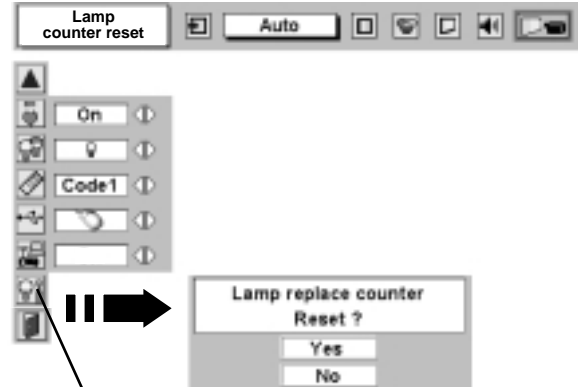 Lamp
counter reset
Auto
On
Code1
Lamp replace counter
Reset ?
Yes
No